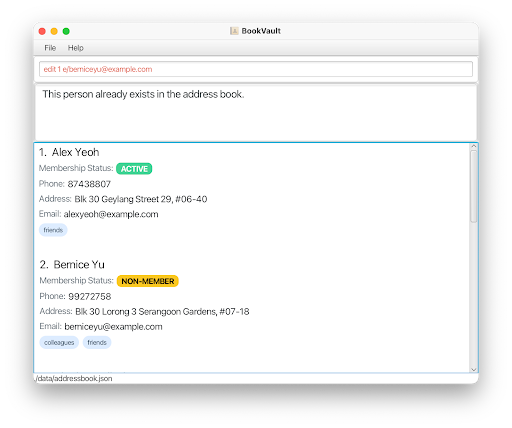 BookVault
File Help
edit 1 e/berniceyu@example.com
This person already exists in the address book.
1. Alex Yeoh
Membership Status: ACTIVE
Phone: 87438807
Address: Blk 30 Geylang Street 29, #06-40
Email: alexyeoh@example.com
friends
2. Bernice Yu
Membership Status: NON-MEMBER
Phone: 99272758
Address: Blk 30 Lorong 3 Serangoon Gardens, #07-18
Email: berniceyu@example.com
colleagues friends
./data/addressbook.json